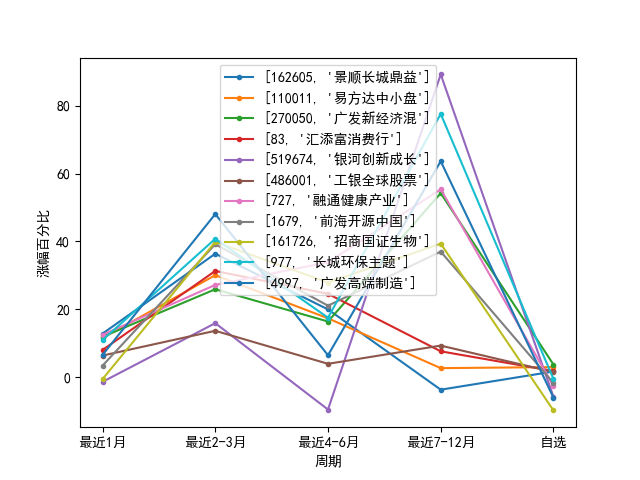 涨幅百分比
80
60
40
20
0
[162605, '景顺长城鼎益']
[110011, '易方达中小盘']
[270050, '广发新经济混']
[83, '汇添富消费行']
[519674, '银河创新成长']
[486001, '工银全球股票']
[727, '融通健康产业']
[1679, '前海开源中国']
[161726, '招商国证生物']
[977, '长城环保主题']
[4997, '广发高端制造']
最近1月 最近2-3月 最近4-6月 最近7-12月 自选
周期